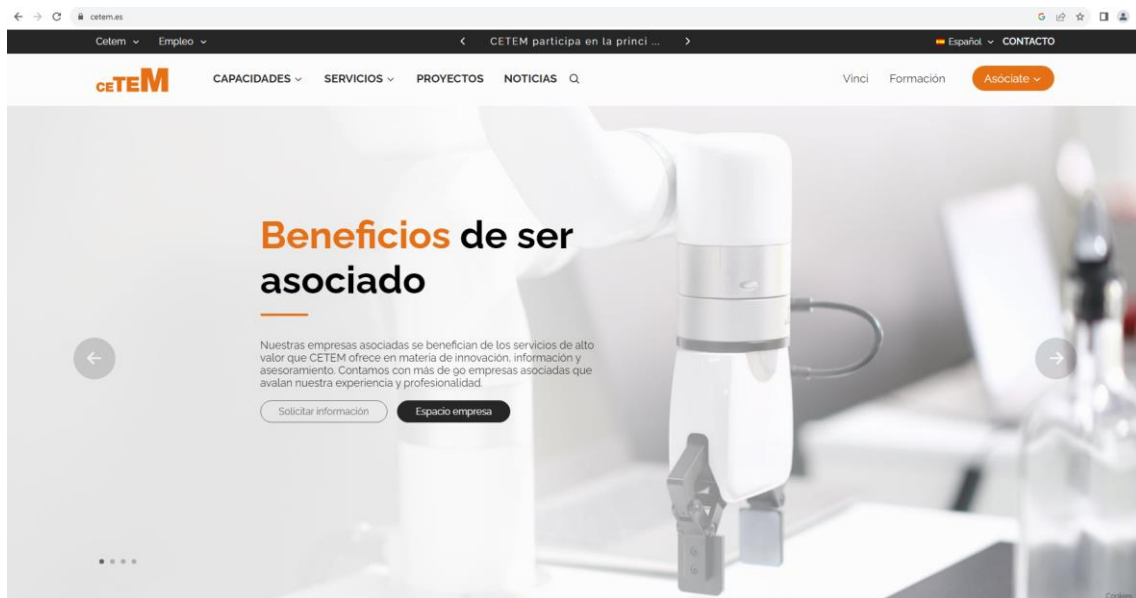 cetem.es
Cetem Empleo CETEM participa en la princi ... Español CONTACTO
CETEM CAPACIDADES SERVICIOS PROYECTOS NOTICIAS Vinci Formación Asóciate
Beneficios de ser
asociado
Nuestras empresas asociadas se benefician de los servicios de alto
valor que CETEM ofrece en materia de innovación, información y
asesoramiento. Contamos con más de 90 empresas asociadas que
avalan nuestra experiencia y profesionalidad.
Solicitar información Espacio empresa
Cookies